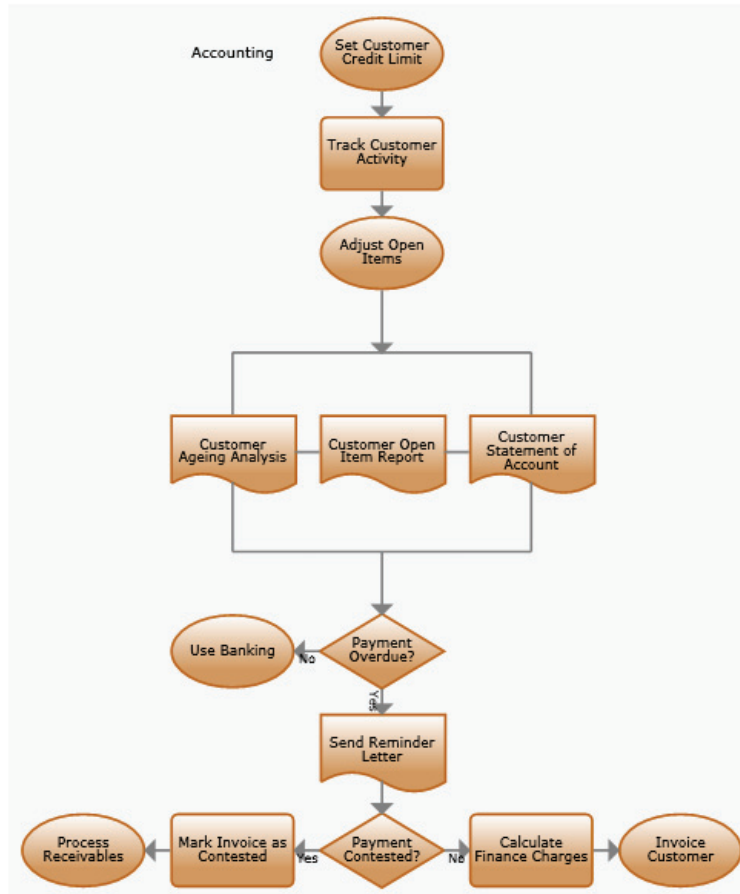 Accounting
Set Customer
Credit Limit
Track Customer
Activity
Adjust Open
Items
Customer
Ageing Analysis
Customer Open
Item Report
Customer
Statement of
Account
Use Banking
No
Payment
Overdue?
Yes
Send Reminder
Letter
Process
Receivables
Mark Invoice as
Contested
Yes
Payment
Contested?
No
Calculate
Finance Charges
Invoice
Customer